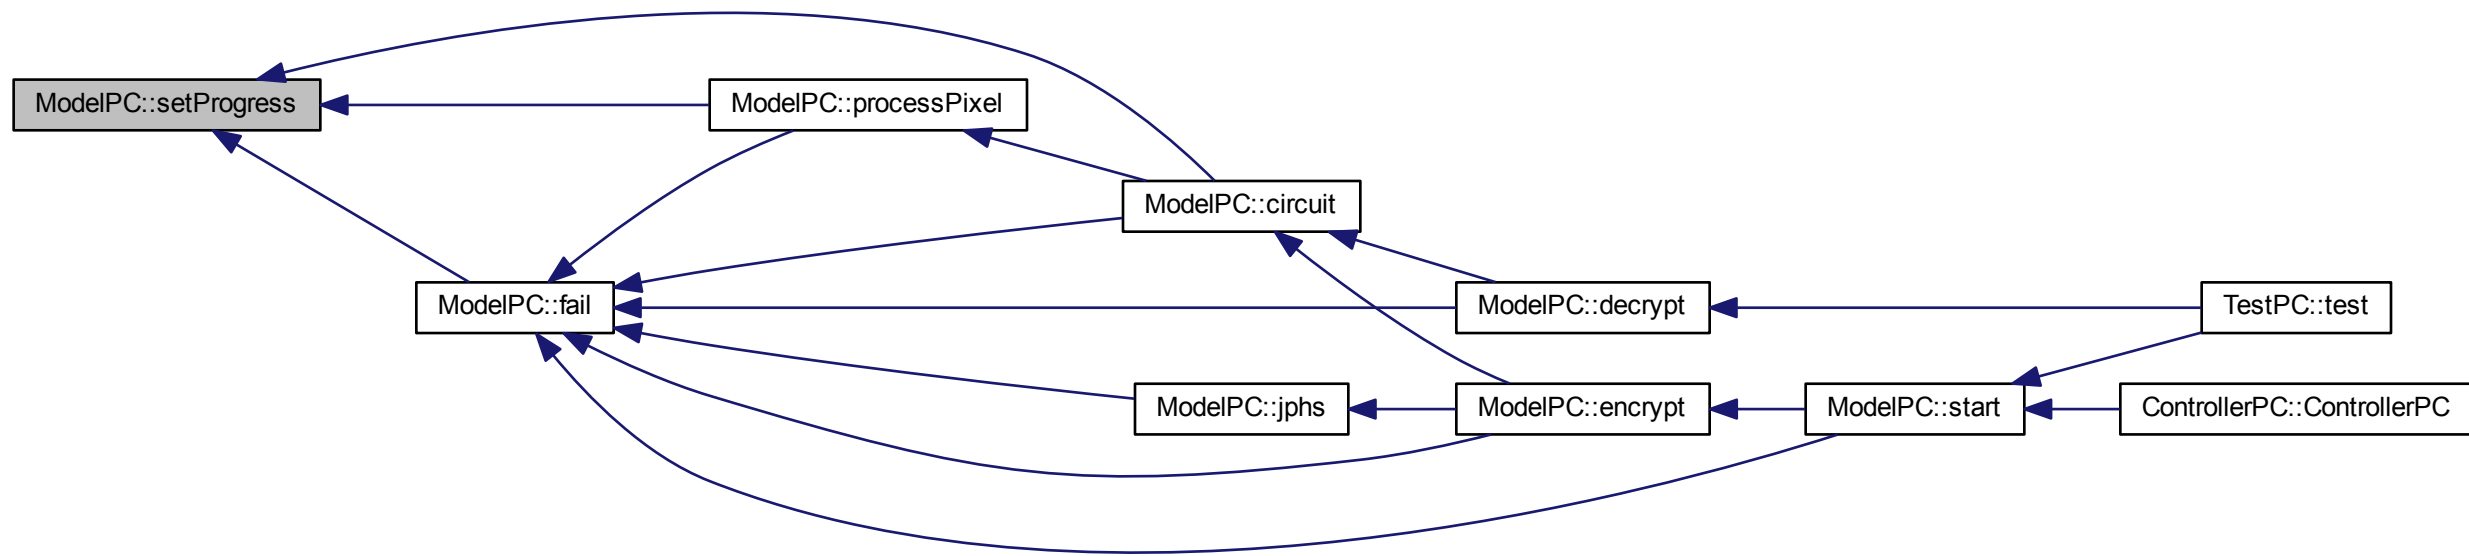 ModelPC::setProgress
ModelPC::processPixel
ModelPC::circuit
ModelPC::fail
ModelPC::decrypt
TestPC::test
ModelPC::jphs
ModelPC::encrypt
ModelPC::start
ControllerPC::ControllerPC